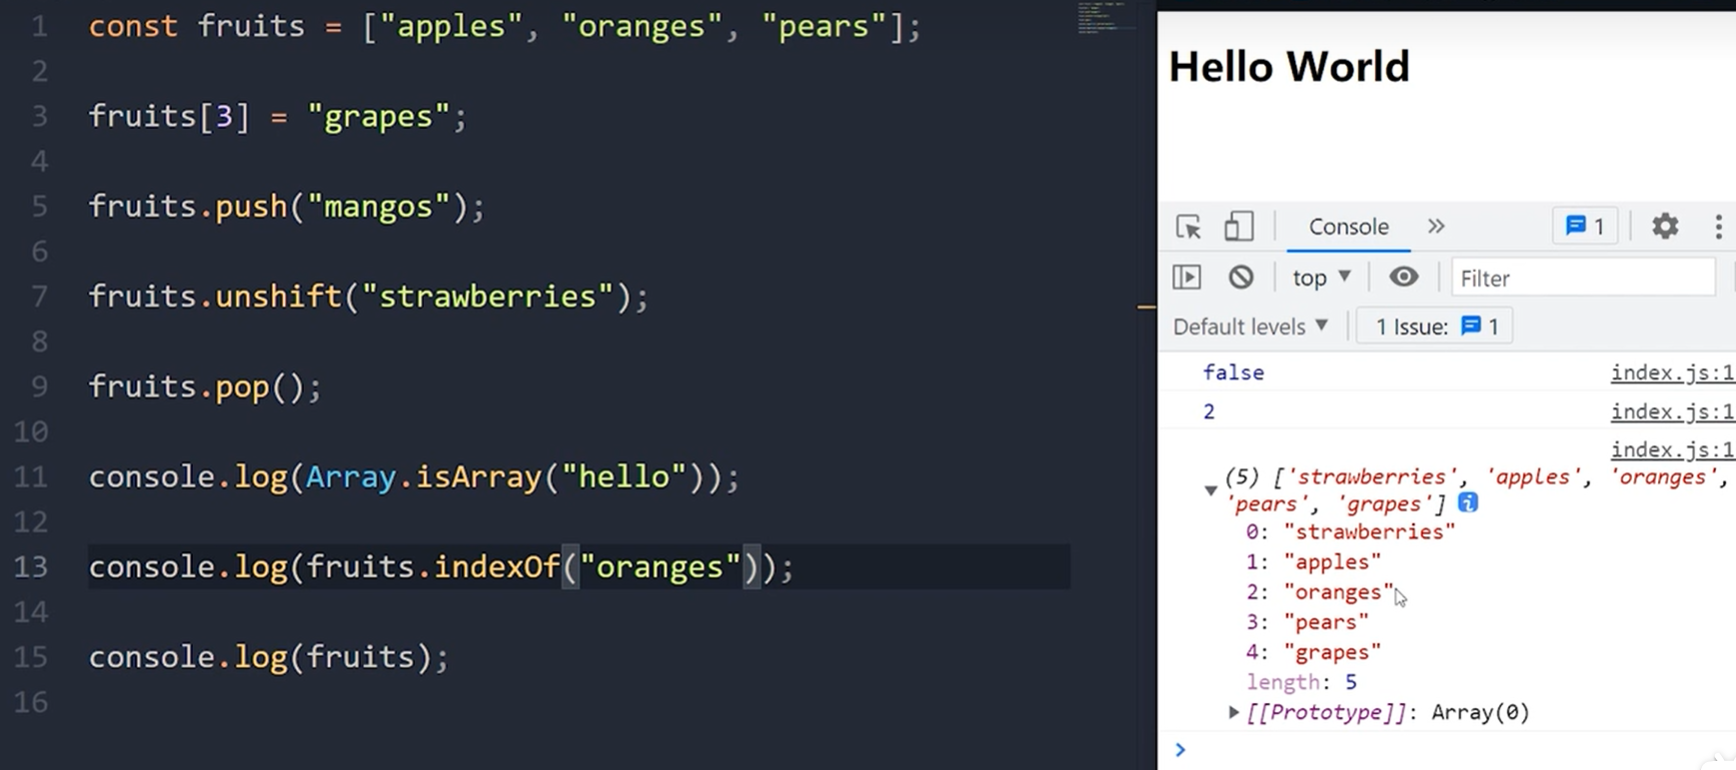 1 const fruits = ["apples", "oranges", "pears"];
2
3 fruits[3] = "grapes";
4
5 fruits.push("mangos");
6
7 fruits.unshift("strawberries");
8
9 fruits.pop();
10
11 console.log(Array.isArray("hello"));
12
13 console.log(fruits.indexOf("oranges"));
14
15 console.log(fruits);
16
Hello World
Console » 1
top ▼ Filter
Default levels ▼ 1 Issue: 1
false index.js:1
2 index.js:1
index.js:1
(5) ['strawberries', 'apples', 'oranges',
'pears', 'grapes'] i
0: "strawberries"
1: "apples"
2: "oranges"
3: "pears"
4: "grapes"
length: 5
[[Prototype]]: Array(0)
>